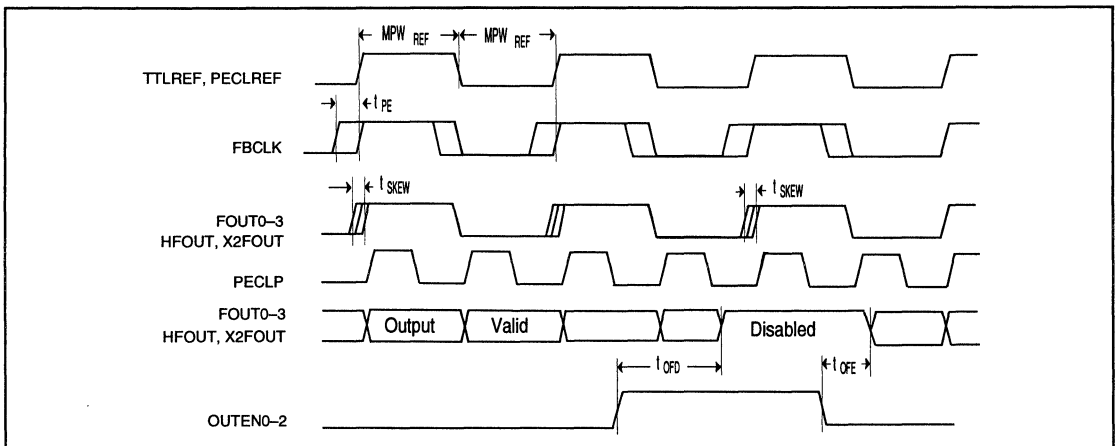 MPW REF MPW REF
TTLREF, PECLREF
t PE
FBCLK
t SKEW t SKEW
FOUT0–3
HFOUT, X2FOUT
PECLP
FOUT0–3
HFOUT, X2FOUT
Output Valid Disabled
t OFD t OFE
OUTEN0–2